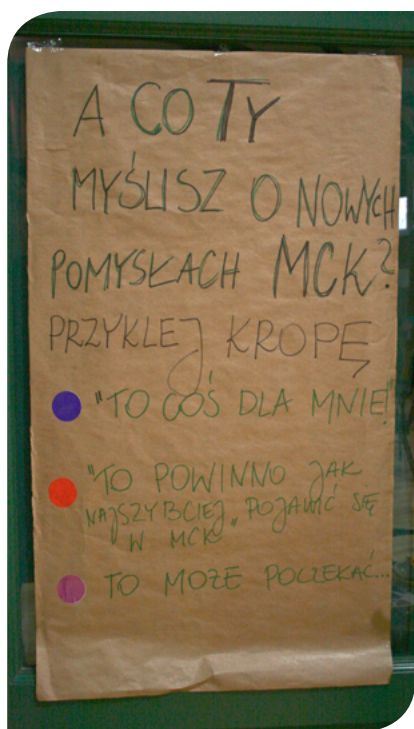 A CO TY
MYŚLISZ O NOWYCH
POMYSŁACH MCK?
PRZYKLEJ KROPĘ
"TO COŚ DLA MNIE!"
"TO POWINNO JAK
NAJSZYBCIEJ POJAWIĆ SIĘ
W MCK"
TO MOŻE POCZEKAĆ...